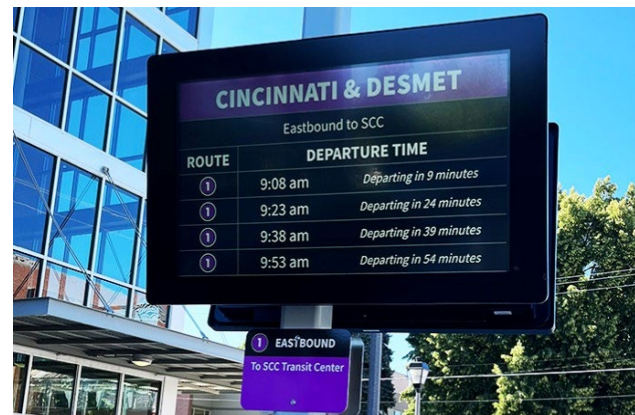 CINCINNATI & DESMET
Eastbound to SCC
ROUTE DEPARTURE TIME
1 9:08 am Departing in 9 minutes
1 9:23 am Departing in 24 minutes
1 9:38 am Departing in 39 minutes
1 9:53 am Departing in 54 minutes
1 EASTBOUND
To SCC Transit Center